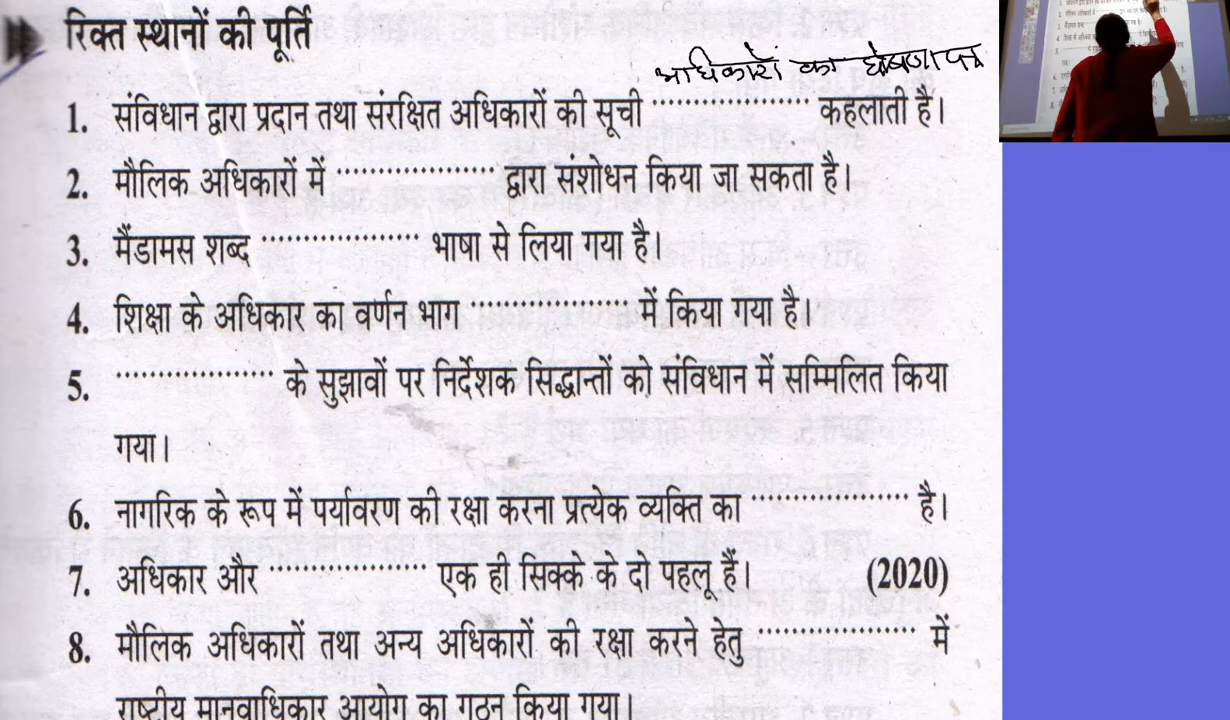 रिक्त स्थानों की पूर्ति
अधिकारों का घोषणा पत्र
1. संविधान द्वारा प्रदान तथा संरक्षित अधिकारों की सूची .................... कहलाती है।
2. मौलिक अधिकारों में .................... द्वारा संशोधन किया जा सकता है।
3. मैंडामस शब्द .................... भाषा से लिया गया है।
4. शिक्षा के अधिकार का वर्णन भाग .................... में किया गया है।
5. .................... के सुझावों पर निर्देशक सिद्धान्तों को संविधान में सम्मिलित किया
गया।
6. नागरिक के रूप में पर्यावरण की रक्षा करना प्रत्येक व्यक्ति का .................... है।
7. अधिकार और .................... एक ही सिक्के के दो पहलू हैं। (2020)
8. मौलिक अधिकारों तथा अन्य अधिकारों की रक्षा करने हेतु .................... में
राष्ट्रीय मानवाधिकार आयोग का गठन किया गया।